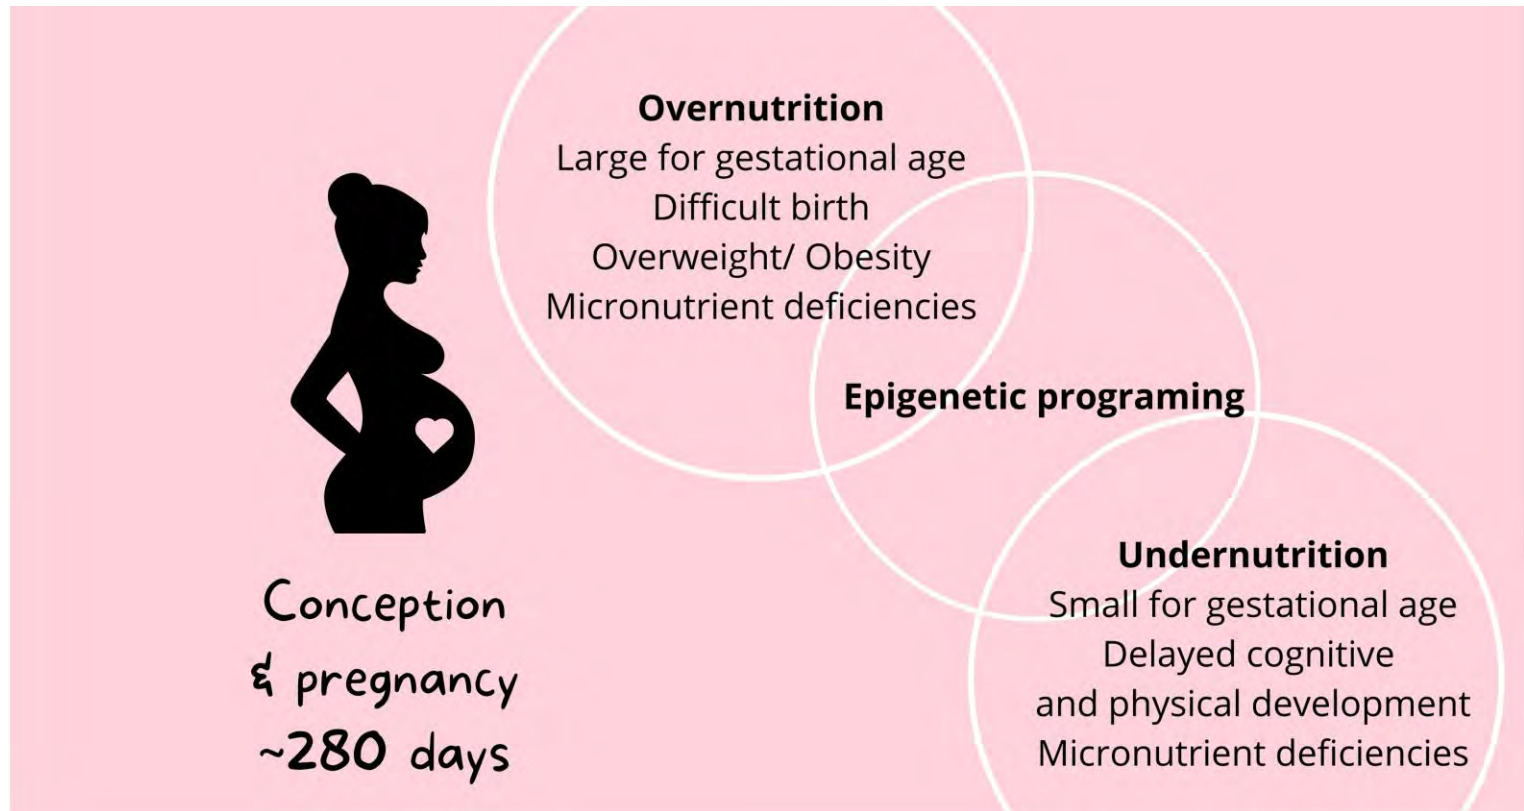 Overnutrition
Large for gestational age
Difficult birth
Overweight/ Obesity
Micronutrient deficiencies
Epigenetic programing
Undernutrition
Small for gestational age
Delayed cognitive
and physical development
Micronutrient deficiencies
Conception
& pregnancy
~280 days